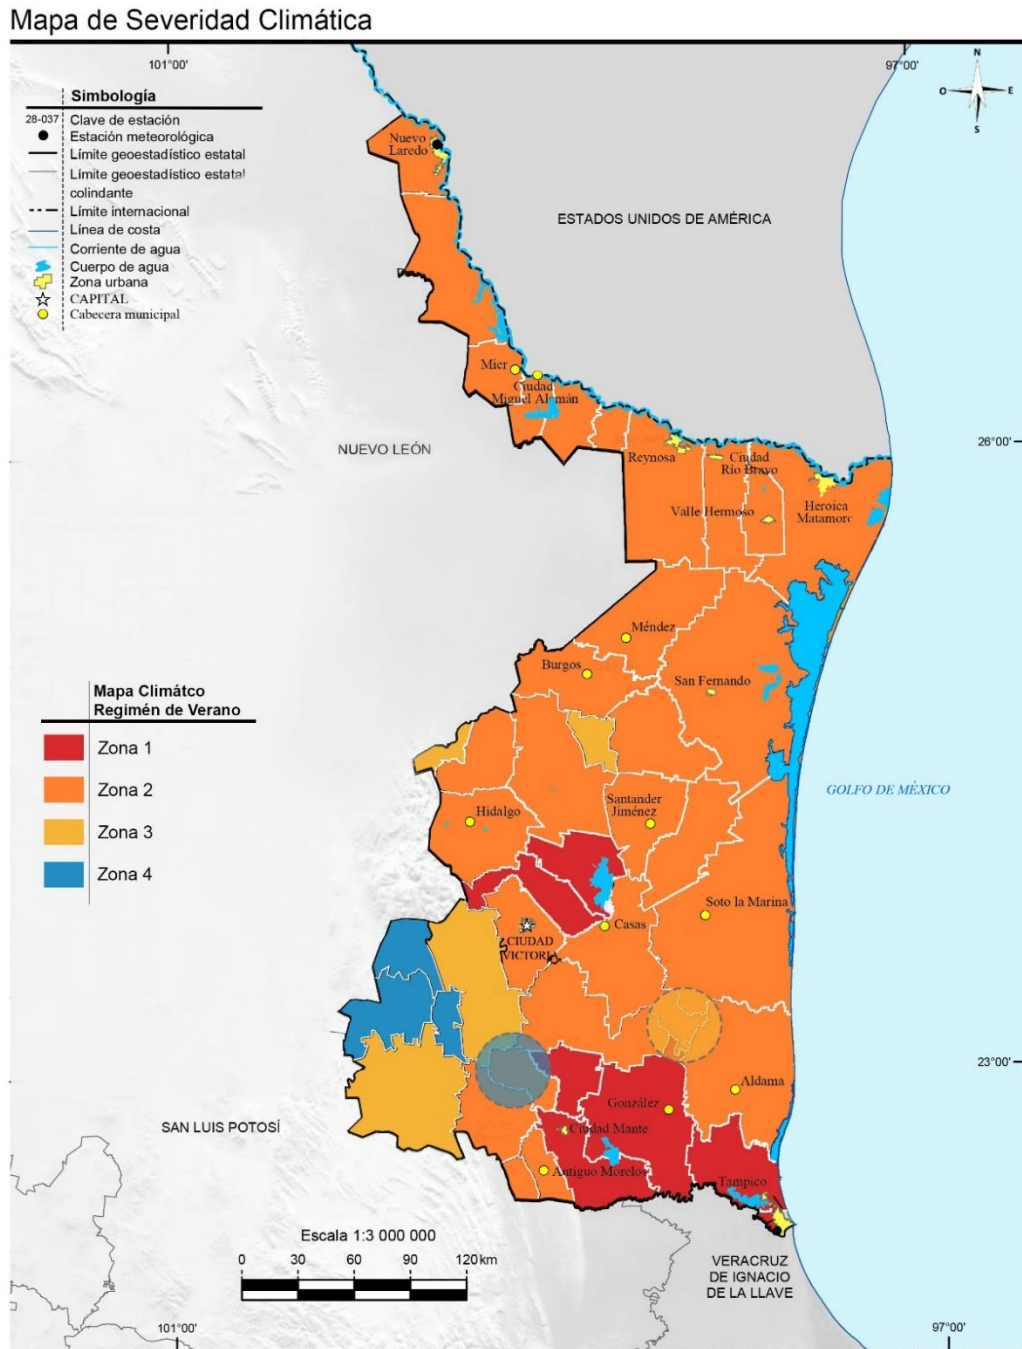 Mapa de Severidad Climática
101°00'
97°00'
N
O
E
S
Simbología
28-037 Clave de estación
Estación meteorológica
Límite geoestadístico estatal
Límite geoestadístico estatal
colindante
Límite internacional
Línea de costa
Corriente de agua
Cuerpo de agua
Zona urbana
CAPITAL
Cabecera municipal
Nuevo
Laredo
ESTADOS UNIDOS DE AMÉRICA
Mier
Ciudad
Miguel Alemán
NUEVO LEÓN
26°00'
Reynosa
Ciudad
Río Bravo
Valle Hermoso
Heroica
Matamoro
Méndez
Burgos
San Fernando
Mapa Climátco
Regimén de Verano
Zona 1
Zona 2
Zona 3
Zona 4
GOLFO DE MÉXICO
Hidalgo
Santander
Jiménez
Soto la Marina
Casas
CIUDAD
VICTORIA
23°00'
Aldama
González
Ciudad Mante
SAN LUIS POTOSÍ
Antiguo Morelos
Tampico
Escala 1:3 000 000
0 30 60 90 120 km
VERACRUZ
DE IGNACIO
DE LA LLAVE
101°00'
97°00'